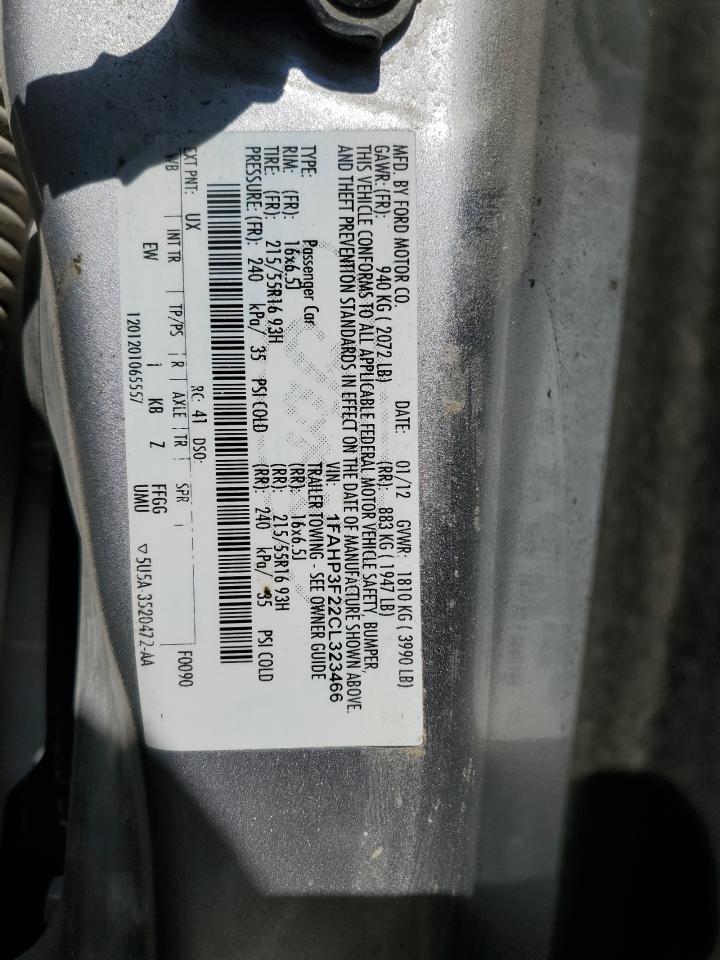 MFD. BY FORD MOTOR CO.
DATE: 01/12 GVWR: 1810 KG ( 3990 LB)
GAWR: (FR): 940 KG ( 2072 LB) (RR): 883 KG ( 1947 LB)
THIS VEHICLE CONFORMS TO ALL APPLICABLE FEDERAL MOTOR VEHICLE SAFETY, BUMPER,
AND THEFT PREVENTION STANDARDS IN EFFECT ON THE DATE OF MANUFACTURE SHOWN ABOVE.
VIN: 1FAHP3F22CL323466
TYPE: Passenger Car TRAILER TOWING - SEE OWNER GUIDE
RIM: (FR): 16x6.5J (RR): 16x6.5J
TIRE: (FR): 215/55R16 93H (RR): 215/55R16 93H
PRESSURE: (FR): 240 kPa/ 35 PSI COLD (RR): 240 kPa/ 35 PSI COLD
EXT PNT: UX RC: 41 DSO: F0090
WB INT TR TP/PS R AXLE TR SPR
EW I KB Z FFGG
1201201065557 UMU ▽5U5A-3520472-AA